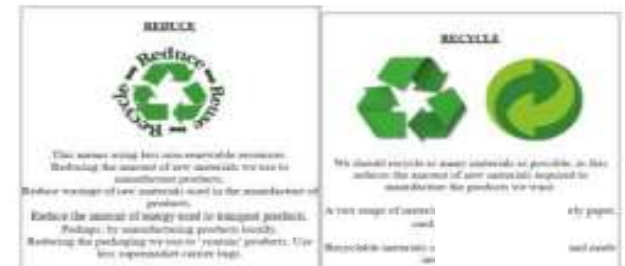 REDUCE
Reduce Reuse Recycle
This means using less non-renewable resources.
Reducing the amount of raw materials we use to
manufacture products.
Reduce wastage of raw materials used in the manufacture of
products.
Reduce the amount of energy used to transport products.
Perhaps, by manufacturing products locally.
Reducing the packaging we use to 'contain' products. Use
less supermarket carrier bags.
RECYCLE
We should recycle as many materials as possible, as this
reduces the amount of new materials required to
manufacture the products we want.
A vast range of
paper,
Recyclable materials
and